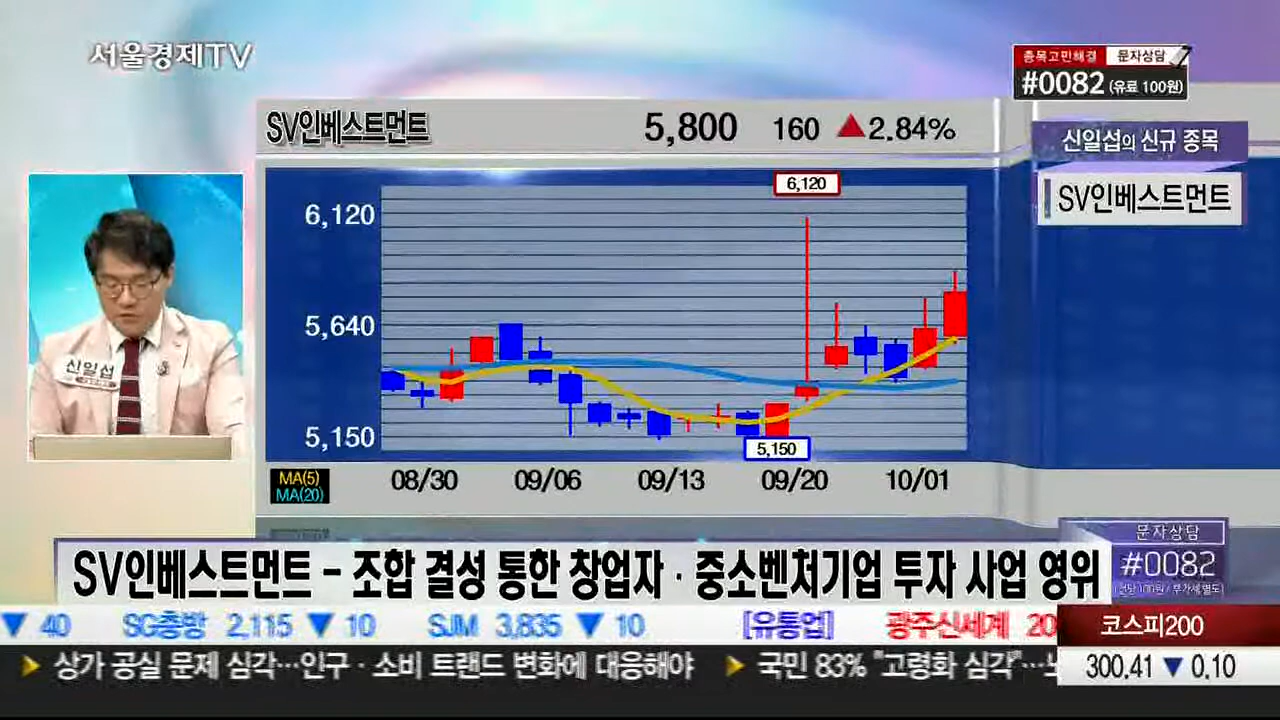 서울경제TV
종목고민해결 문자상담
#0082 (유료 100원)
SV인베스트먼트 5,800 160 ▲2.84%
신일섭의 신규 종목
SV인베스트먼트
6,120
6,120
5,640
5,150
5,150
신일섭
MA(5)
MA(20)
08/30 09/06 09/13 09/20 10/01
문자상담
#0082
SV인베스트먼트 - 조합 결성 통한 창업자 · 중소벤처기업 투자 사업 영위
▼ 40 SG충방 2,115 ▼ 10 SJM 3,835 ▼ 10 [유통업] 광주신세계 20
코스피200
300.41 ▼ 0.10
상가 공실 문제 심각…인구 · 소비 트랜드 변화에 대응해야 국민 83% "고령화 심각"…